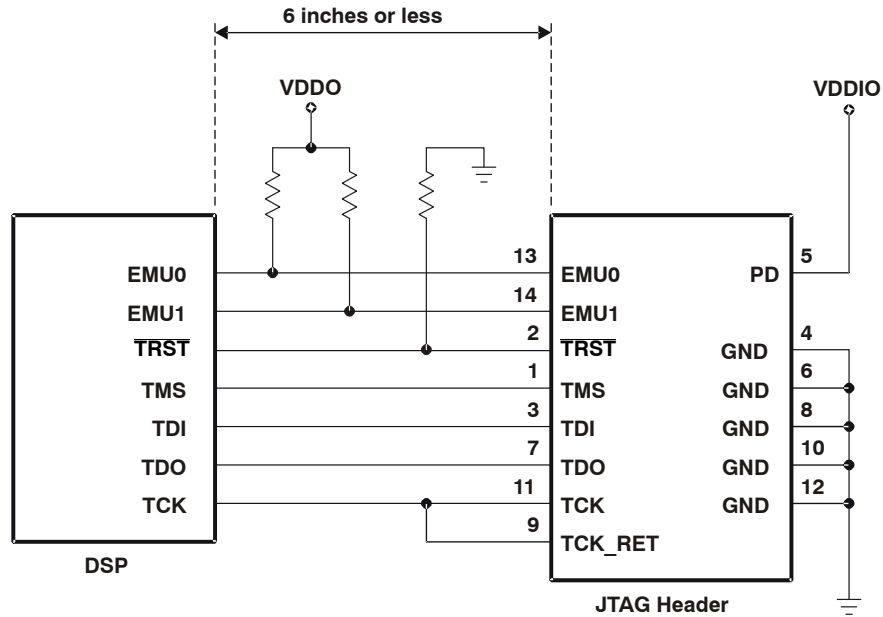 6 inches or less
VDDO
VDDIO
13
5
EMU0
EMU0
PD
14
EMU1
EMU1
2
4
TRST
TRST
GND
1
6
TMS
TMS
GND
3
8
TDI
TDI
GND
7
10
TDO
TDO
GND
11
12
TCK
TCK
GND
9
TCK_RET
DSP
JTAG Header